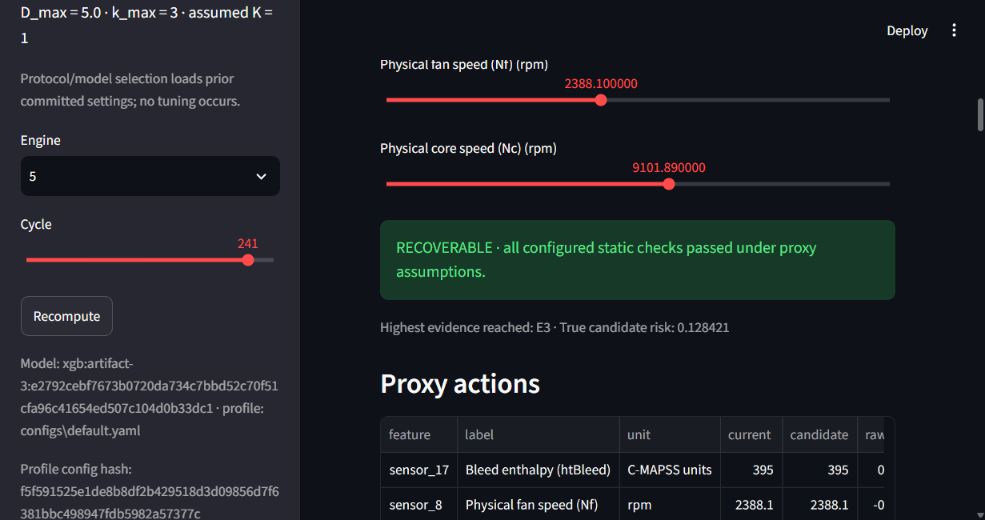 D_max = 5.0 · k_max = 3 · assumed K =
1
Protocol/model selection loads prior
committed settings; no tuning occurs.
Engine
5
Cycle
241
Recompute
Model: xgb:artifact-
3:e2792cebf7673b0720da734c7bbd52c70f51
cfa96c41654ed507c104d0b33dc1 · profile:
configs\default.yaml
Profile config hash:
f5f591525e1de8b8df2b429518d3d09856d7f6
381bbc498947fdb5982a57377c
Deploy
Physical fan speed (Nf) (rpm)
2388.100000
Physical core speed (Nc) (rpm)
9101.890000
RECOVERABLE · all configured static checks passed under proxy
assumptions.
Highest evidence reached: E3 · True candidate risk: 0.128421
Proxy actions
feature label unit current candidate raw
sensor_17 Bleed enthalpy (htBleed) C-MAPSS units 395 395 0
sensor_8 Physical fan speed (Nf) rpm 2388.1 2388.1 -0